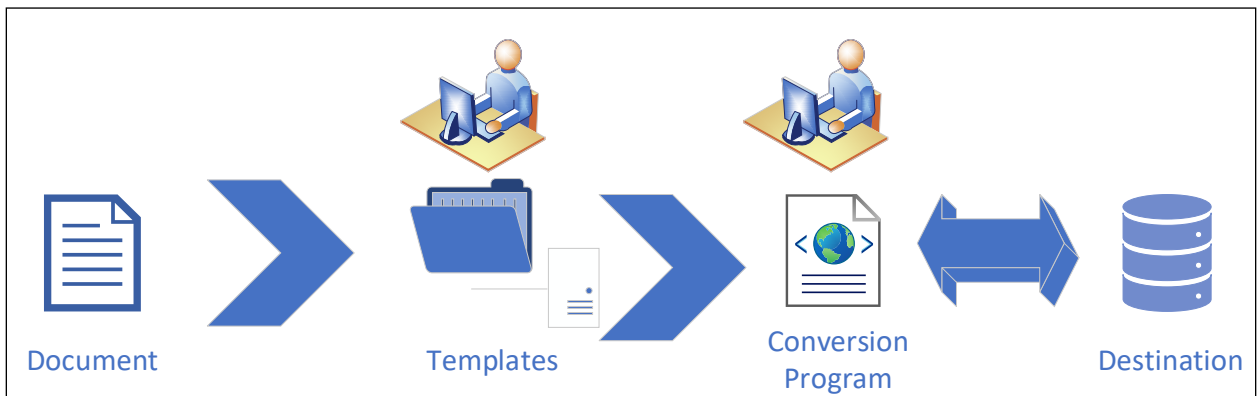 Document
Templates
Conversion
Program
Destination